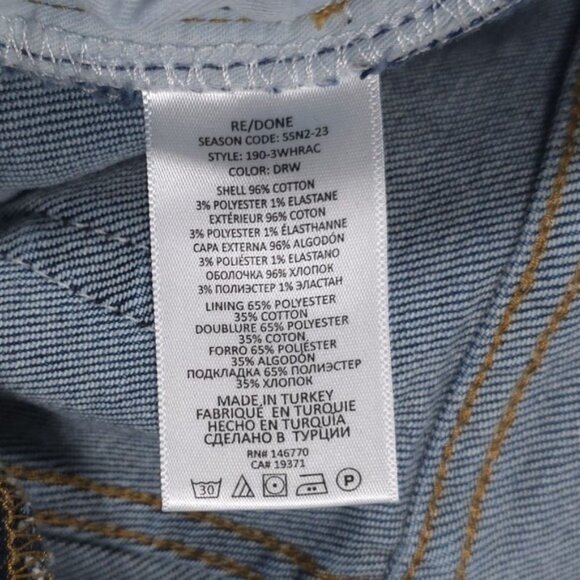 RE/DONE
SEASON CODE: 5SN2-23
STYLE: 190-3WHRAC
COLOR: DRW
SHELL 96% COTTON
3% POLYESTER 1% ELASTANE
EXTÉRIEUR 96% COTON
3% POLYESTER 1% ÉLASTHANNE
CAPA EXTERNA 96% ALGODÓN
3% POLIÉSTER 1% ELASTANO
ОБОЛОЧКА 96% ХЛОПОК
3% ПОЛИЭСТЕР 1% ЭЛАСТАН
LINING 65% POLYESTER
35% COTTON
DOUBLURE 65% POLYESTER
35% COTON
FORRO 65% POLIÉSTER
35% ALGODÓN
ПОДКЛАДКА 65% ПОЛИЭСТЕР
35% ХЛОПОК
MADE IN TURKEY
FABRIQUÉ EN TURQUIE
HECHO EN TURQUÍA
СДЕЛАНО В ТУРЦИИ
RN# 146770
CA# 19371
30 P